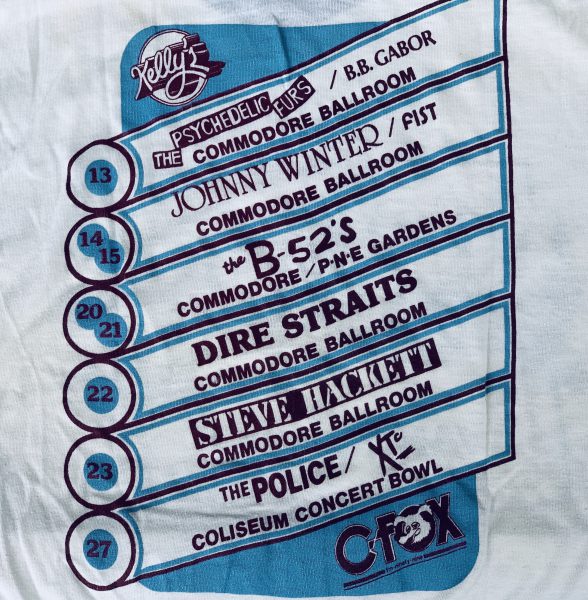 Kelly's
THE PSYCHEDELIC FURS / B.B. GABOR
COMMODORE BALLROOM
13
JOHNNY WINTER / FIST
COMMODORE BALLROOM
14
15
the B-52'S
COMMODORE / P·N·E GARDENS
20
21
DIRE STRAITS
COMMODORE BALLROOM
22
STEVE HACKETT
COMMODORE BALLROOM
23
THE POLICE / XTC
COLISEUM CONCERT BOWL
27
C·FOX